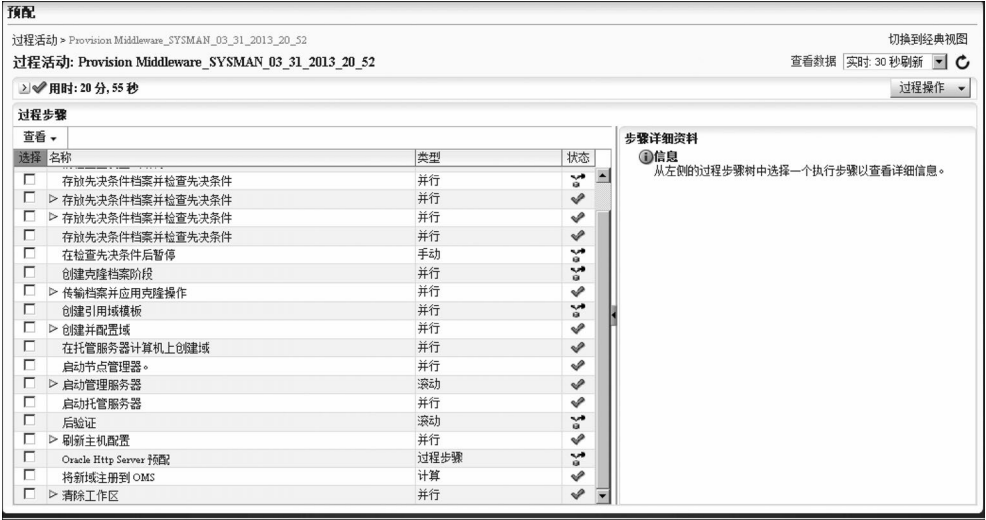 预配
过程活动 > Provision Middleware_SYSMAN_03_31_2013_20_52
切换到经典视图
过程活动: Provision Middleware_SYSMAN_03_31_2013_20_52
查看数据 实时: 30 秒刷新
用时: 20 分, 55 秒
过程操作
过程步骤
查看
选择 名称 类型 状态
存放先决条件档案并检查先决条件 并行
存放先决条件档案并检查先决条件 并行
存放先决条件档案并检查先决条件 并行
存放先决条件档案并检查先决条件 并行
在检查先决条件后暂停 手动
创建克隆档案阶段 并行
传输档案并应用克隆操作 并行
创建引用域模板 并行
创建并配置域 并行
在托管服务器计算机上创建域 并行
启动节点管理器。 并行
启动管理服务器 滚动
启动托管服务器 并行
后验证 滚动
刷新主机配置 并行
Oracle Http Server 预配 过程步骤
将新域注册到 OMS 计算
清除工作区 并行
步骤详细资料
信息
从左侧的过程步骤树中选择一个执行步骤以查看详细信息。